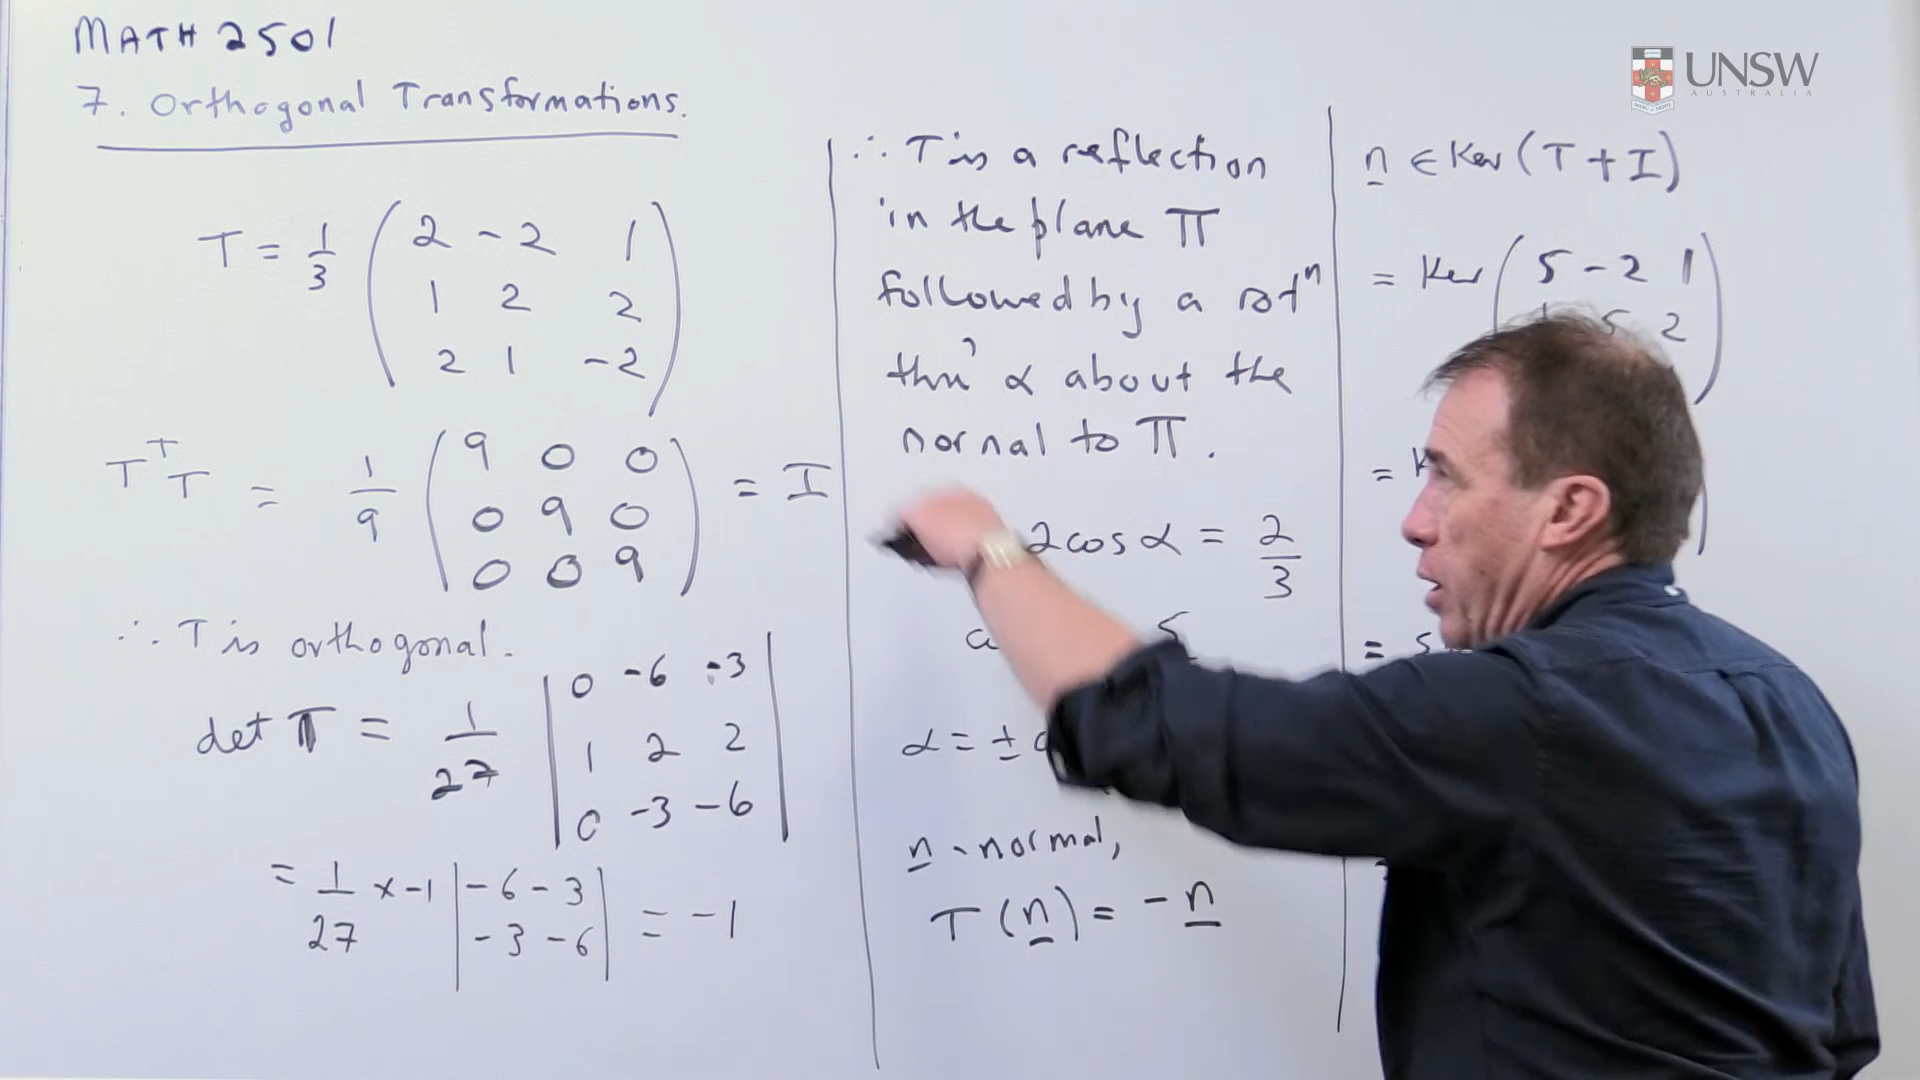 MATH 2501
7. Orthogonal Transformations.
T = 1/3 ( 2 -2 1
1 2 2
2 1 -2 )
TᵀT = 1/9 ( 9 0 0
0 9 0
0 0 9 ) = I
∴ T is orthogonal.
det T = 1/27 | 0 -6 -3
1 2 2
0 -3 -6 |
= 1/27 × -1 | -6 -3
-3 -6 | = -1
∴ T is a reflection
in the plane Π
followed by a rotⁿ
thru' α about the
normal to Π.
2cos α = 2/3
α = ±
n - normal,
T(n) = -n
n ∈ Ker(T + I)
= Ker ( 5 -2 1
5 2
=
=
UNSW
AUSTRALIA